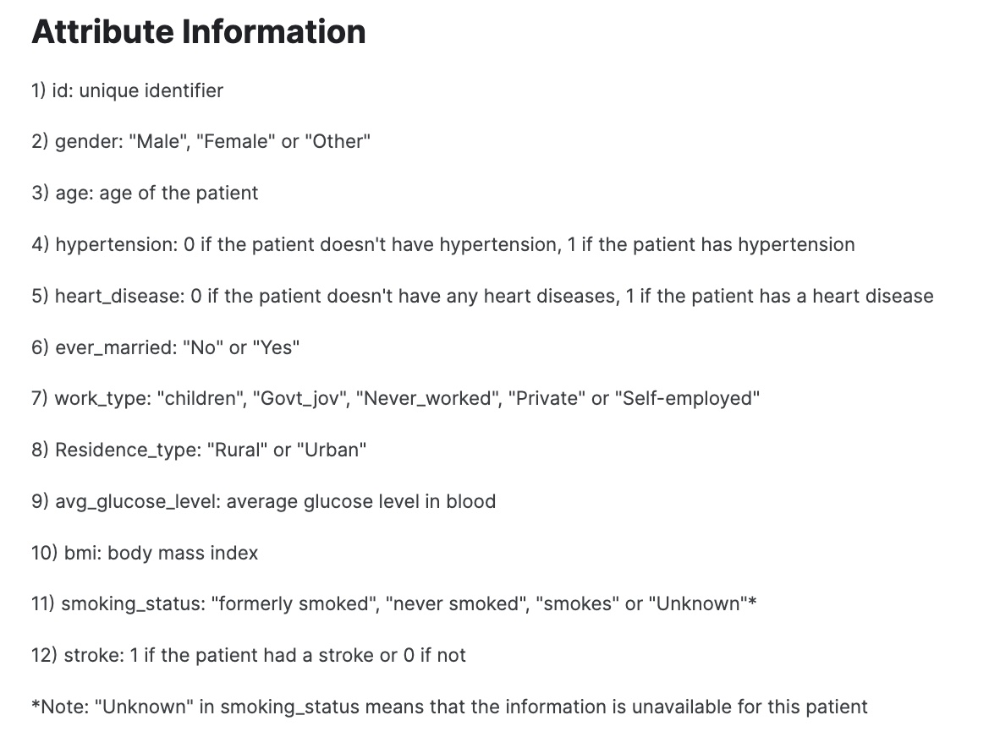 Attribute Information
1) id: unique identifier
2) gender: "Male", "Female" or "Other"
3) age: age of the patient
4) hypertension: 0 if the patient doesn't have hypertension, 1 if the patient has hypertension
5) heart_disease: 0 if the patient doesn't have any heart diseases, 1 if the patient has a heart disease
6) ever_married: "No" or "Yes"
7) work_type: "children", "Govt_jov", "Never_worked", "Private" or "Self-employed"
8) Residence_type: "Rural" or "Urban"
9) avg_glucose_level: average glucose level in blood
10) bmi: body mass index
11) smoking_status: "formerly smoked", "never smoked", "smokes" or "Unknown"*
12) stroke: 1 if the patient had a stroke or 0 if not
*Note: "Unknown" in smoking_status means that the information is unavailable for this patient